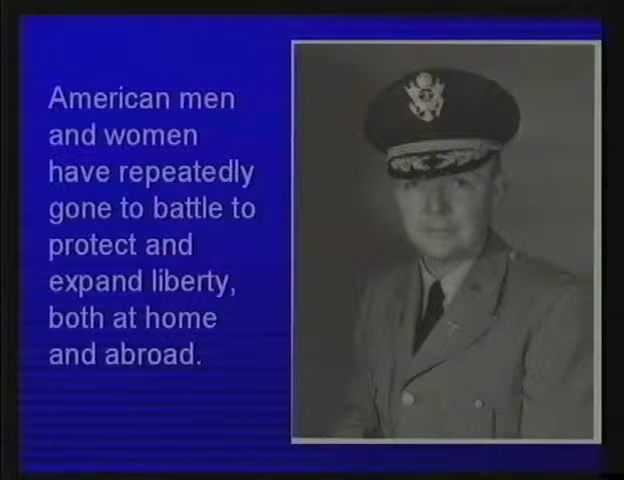 American men
and women
have repeatedly
gone to battle to
protect and
expand liberty,
both at home
and abroad.